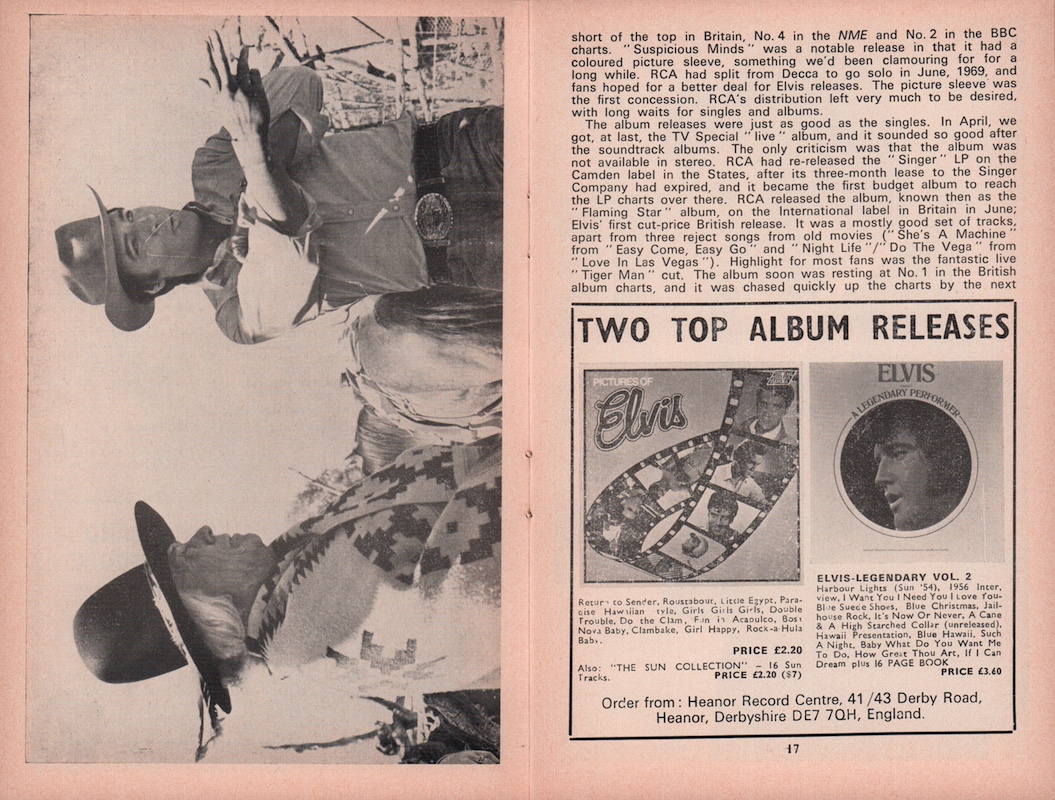 short of the top in Britain, No. 4 in the NME and No. 2 in the BBC
charts. "Suspicious Minds" was a notable release in that it had a
coloured picture sleeve, something we'd been clamouring for for a
long while. RCA had split from Decca to go solo in June, 1969, and
fans hoped for a better deal for Elvis releases. The picture sleeve was
the first concession. RCA's distribution left very much to be desired,
with long waits for singles and albums.
The album releases were just as good as the singles. In April, we
got, at last, the TV Special "live" album, and it sounded so good after
the soundtrack albums. The only criticism was that the album was
not available in stereo. RCA had re-released the "Singer" LP on the
Camden label in the States, after its three-month lease to the Singer
Company had expired, and it became the first budget album to reach
the LP charts over there. RCA released the album, known then as the
"Flaming Star" album, on the International label in Britain in June;
Elvis' first cut-price British release. It was a mostly good set of tracks,
apart from three reject songs from old movies ("She's A Machine"
from "Easy Come, Easy Go" and "Night Life"/"Do The Vega" from
"Love In Las Vegas"). Highlight for most fans was the fantastic live
"Tiger Man" cut. The album soon was resting at No. 1 in the British
album charts, and it was chased quickly up the charts by the next
TWO TOP ALBUM RELEASES
PICTURES OF
Elvis
ELVIS
A LEGENDARY PERFORMER
Return to Sender, Roustabout, Little Egypt, Para-
dise Hawaiian Style, Girls Girls Girls, Double
Trouble, Do the Clam, Fun in Acapulco, Bossa
Nova Baby, Clambake, Girl Happy, Rock-a-Hula
Baby.
PRICE £2.20
Also: "THE SUN COLLECTION" – 16 Sun
Tracks. PRICE £2.20 ($7)
ELVIS-LEGENDARY VOL. 2
Harbour Lights (Sun '54), 1956 Inter,
view, I Want You I Need You I Love You-
Blue Suede Shoes, Blue Christmas, Jail-
house Rock, It's Now Or Never, A Cane
& A High Starched Collar (unreleased),
Hawaii Presentation, Blue Hawaii, Such
A Night, Baby What Do You Want Me
To Do, How Great Thou Art, If I Can
Dream plus 16 PAGE BOOK
PRICE £3.60
Order from: Heanor Record Centre, 41/43 Derby Road,
Heanor, Derbyshire DE7 7QH, England.
17